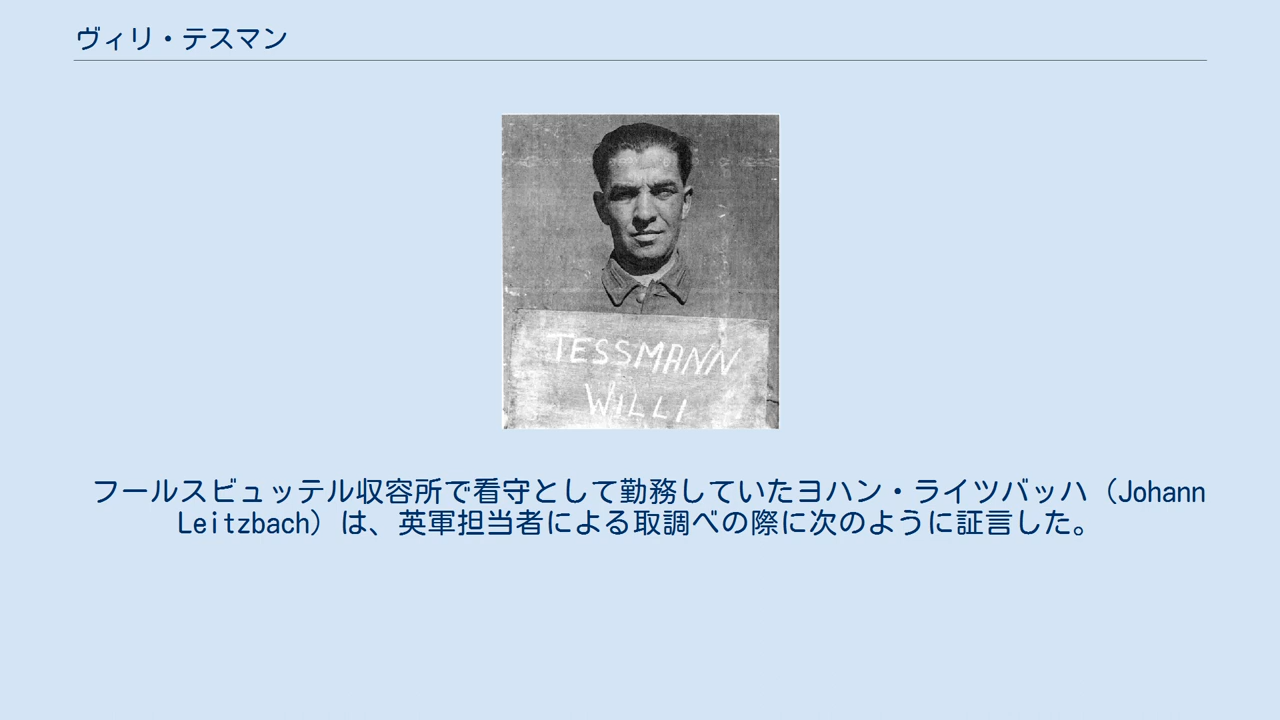 ヴィリ・テスマン
TESSMANN
WILLI
フールスビュッテル収容所で看守として勤務していたヨハン・ライツバッハ（Johann
Leitzbach）は、英軍担当者による取調べの際に次のように証言した。